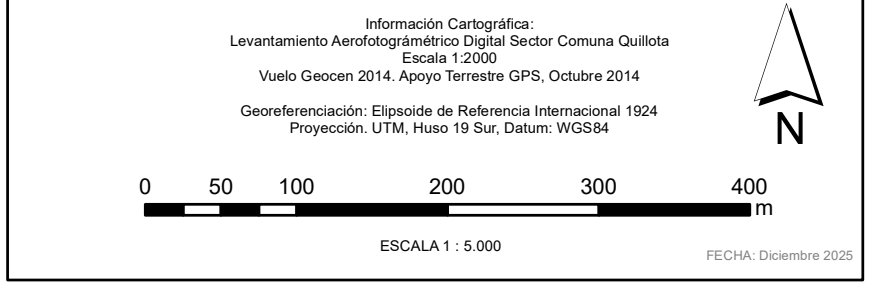 Información Cartográfica:
Levantamiento Aerofotográmétrico Digital Sector Comuna Quillota
Escala 1:2000
Vuelo Geocen 2014. Apoyo Terrestre GPS, Octubre 2014
Georeferenciación: Elipsoide de Referencia Internacional 1924
Proyección. UTM, Huso 19 Sur, Datum: WGS84
N
0 50 100 200 300 400
m
ESCALA 1 : 5.000
FECHA: Diciembre 2025